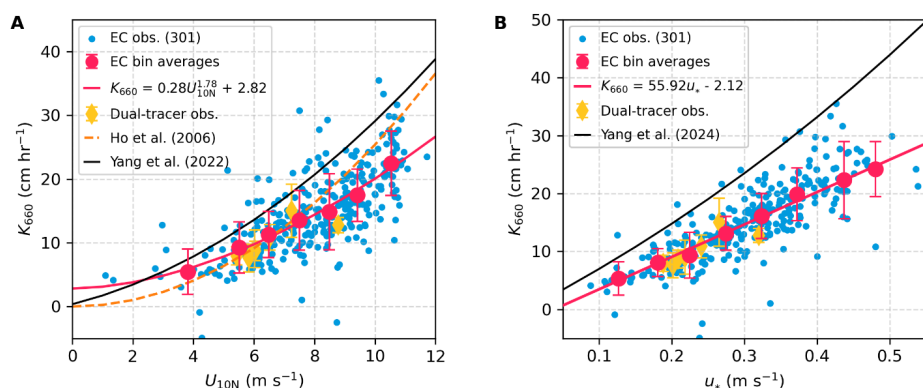 A
EC obs. (301)
EC bin averages
K660 = 0.28U10N^1.78 + 2.82
Dual-tracer obs.
Ho et al. (2006)
Yang et al. (2022)
K660 (cm hr−1)
40
30
20
10
0
0 2 4 6 8 10 12
U10N (m s−1)
B
EC obs. (301)
EC bin averages
K660 = 55.92u* - 2.12
Dual-tracer obs.
Yang et al. (2024)
K660 (cm hr−1)
50
40
30
20
10
0
0.1 0.2 0.3 0.4 0.5
u* (m s−1)